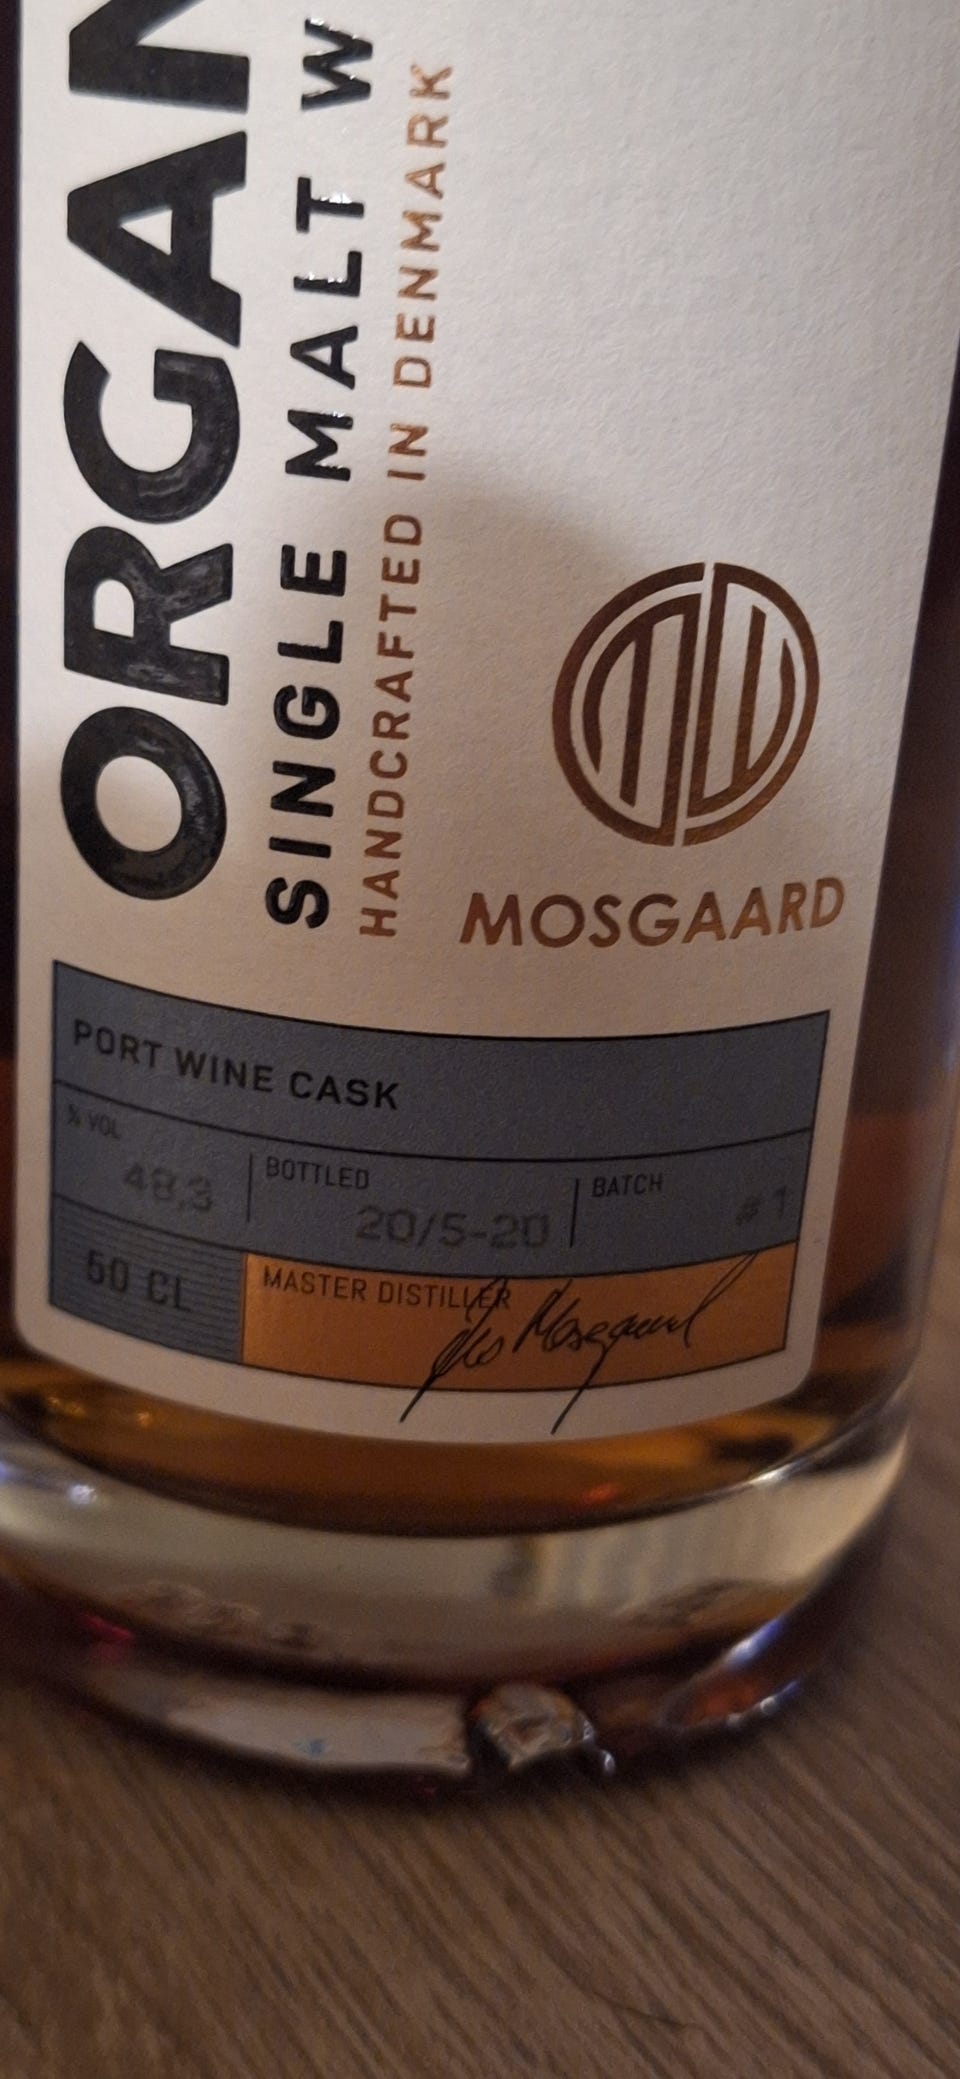 ORGAN
SINGLE MALT W
HANDCRAFTED IN DENMARK
MOSGAARD
PORT WINE CASK
% VOL
48,3
BOTTLED
20/5-20
BATCH
# 1
50 CL
MASTER DISTILLER
Mosgaard